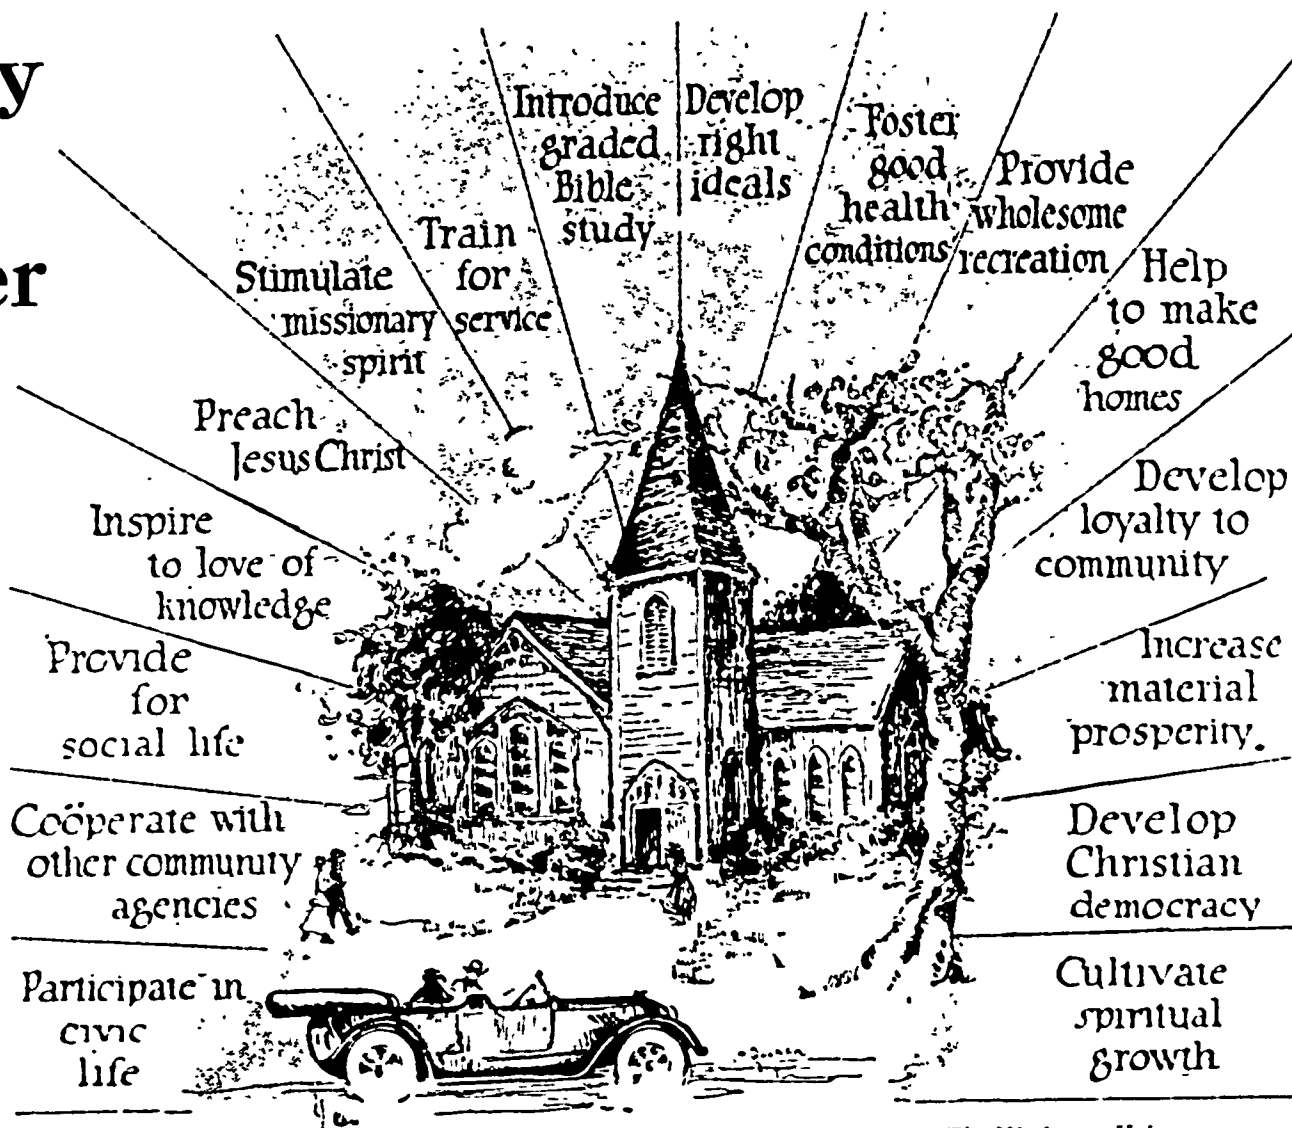 y
er
Participate in
civic
life
Coöperate with
other community
agencies
Provide
for
social life
Inspire
to love of
knowledge
Preach
Jesus Christ
Stimulate
missionary
spirit
Train
for
service
Introduce
graded
Bible
study
Develop
right
ideals
Foster
good
health
conditions
Provide
wholesome
recreation
Help
to make
good
homes
Develop
loyalty to
community
Increase
material
prosperity.
Develop
Christian
democracy
Cultivate
spiritual
growth